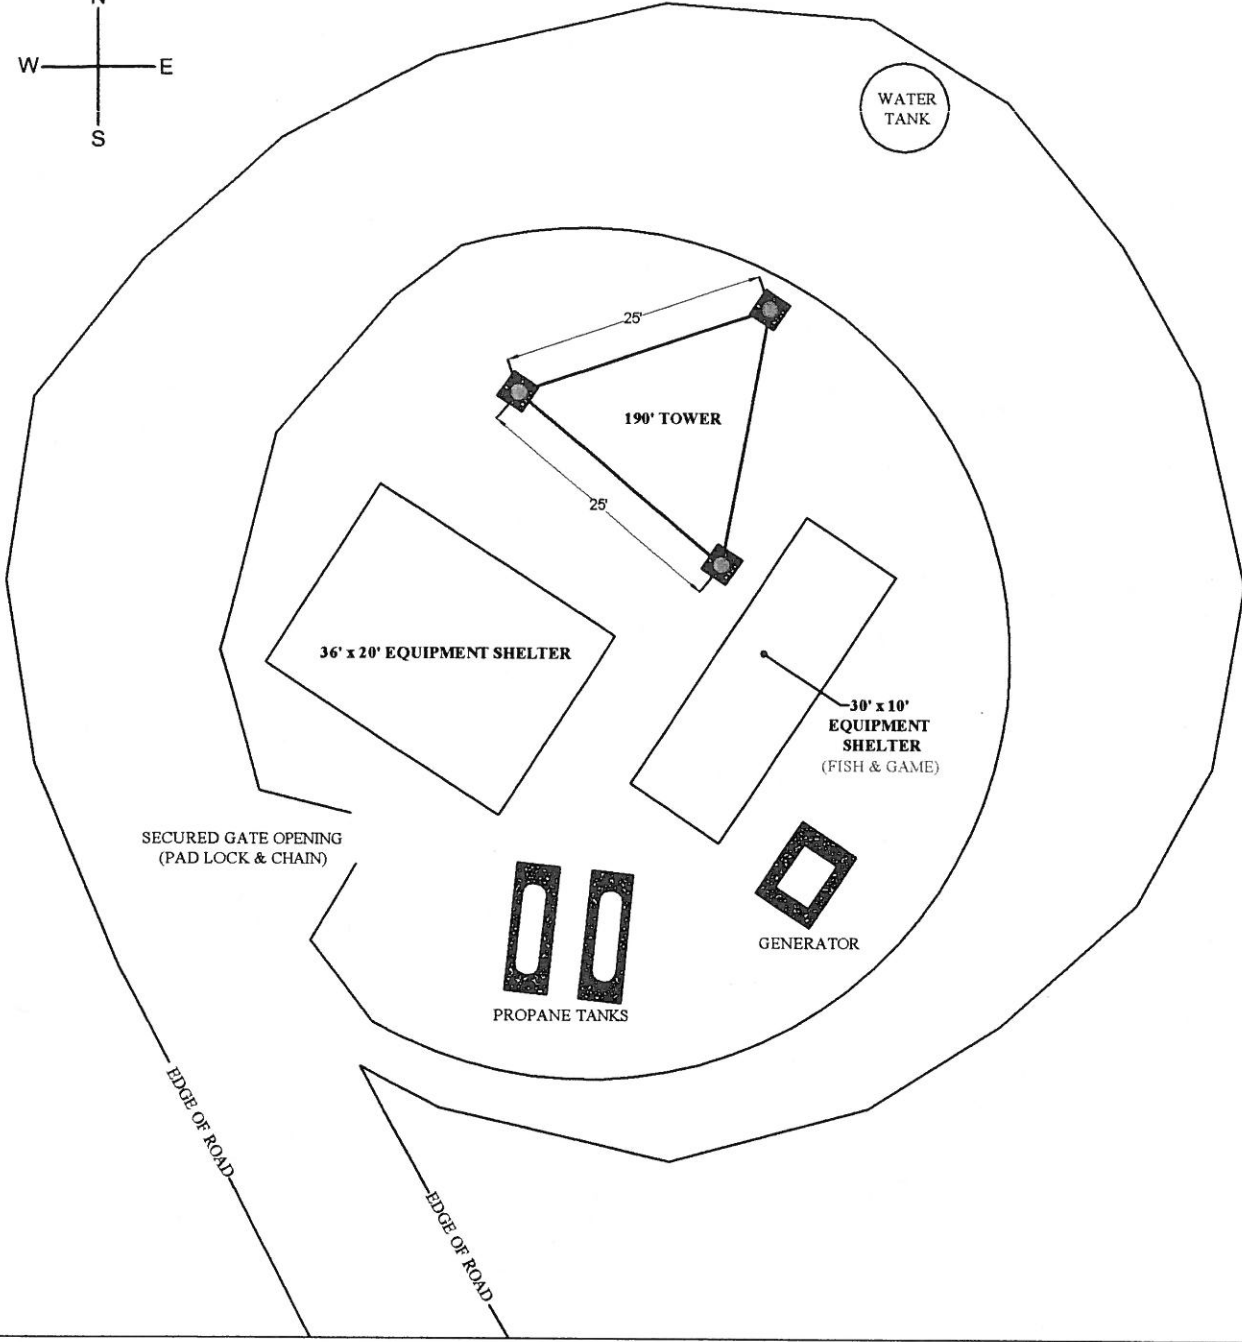 N
W E
S
WATER
TANK
25'
190' TOWER
25'
36' x 20' EQUIPMENT SHELTER
30' x 10'
EQUIPMENT
SHELTER
(FISH & GAME)
SECURED GATE OPENING
(PAD LOCK & CHAIN)
GENERATOR
PROPANE TANKS
EDGE OF ROAD
EDGE OF ROAD